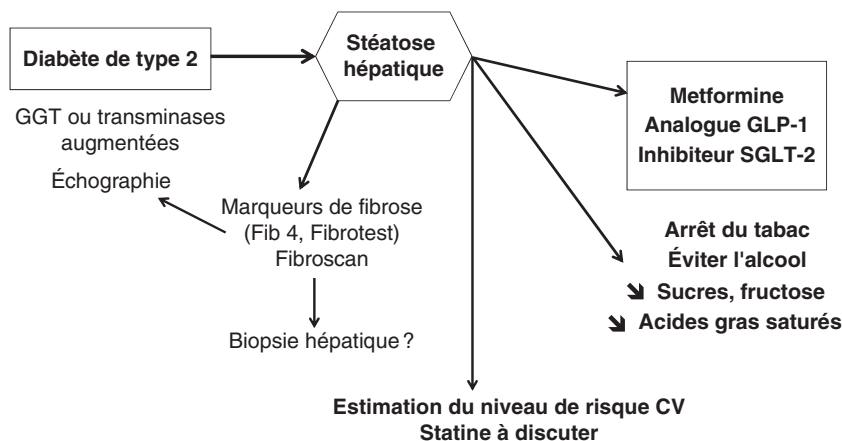 Diabète de type 2
Stéatose
hépatique
GGT ou transminases
augmentées
Échographie
Marqueurs de fibrose
(Fib 4, Fibrotest)
Fibroscan
Biopsie hépatique ?
Metformine
Analogue GLP-1
Inhibiteur SGLT-2
Arrêt du tabac
Éviter l'alcool
Sucres, fructose
Acides gras saturés
Estimation du niveau de risque CV
Statine à discuter